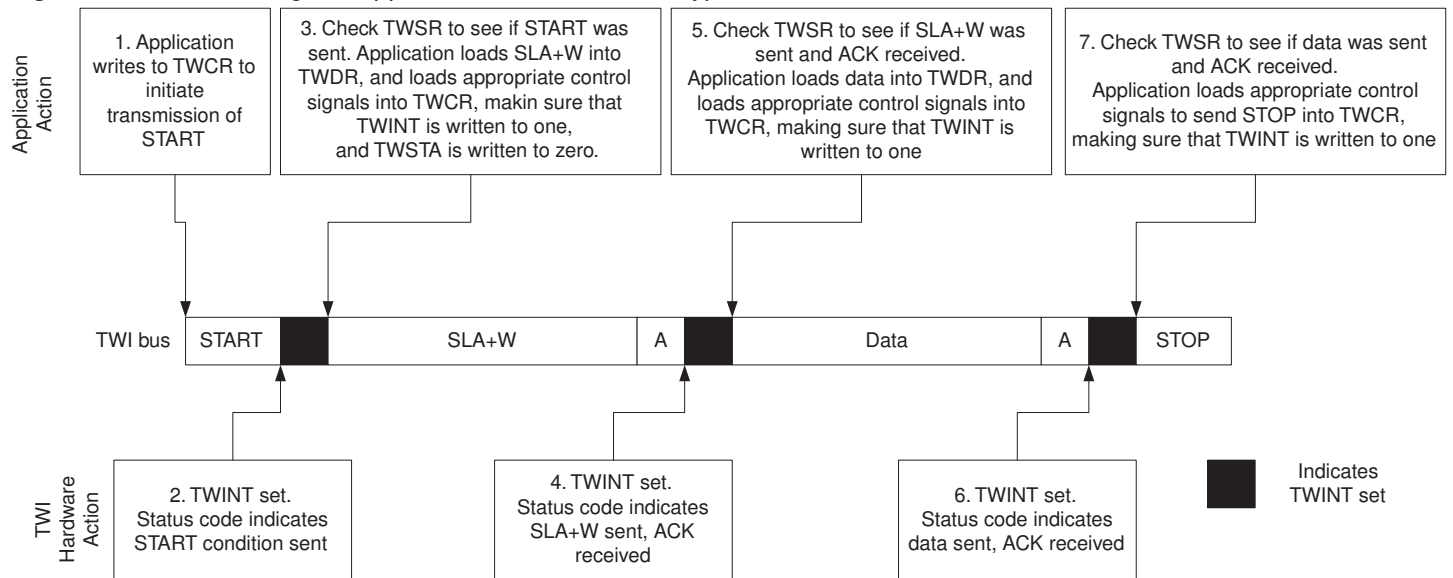 Application
Action
1. Application
writes to TWCR to
initiate
transmission of
START
3. Check TWSR to see if START was
sent. Application loads SLA+W into
TWDR, and loads appropriate control
signals into TWCR, makin sure that
TWINT is written to one,
and TWSTA is written to zero.
5. Check TWSR to see if SLA+W was
sent and ACK received.
Application loads data into TWDR, and
loads appropriate control signals into
TWCR, making sure that TWINT is
written to one
7. Check TWSR to see if data was sent
and ACK received.
Application loads appropriate control
signals to send STOP into TWCR,
making sure that TWINT is written to one
TWI bus
START
SLA+W
A
Data
A
STOP
TWI
Hardware
Action
2. TWINT set.
Status code indicates
START condition sent
4. TWINT set.
Status code indicates
SLA+W sent, ACK
received
6. TWINT set.
Status code indicates
data sent, ACK received
Indicates
TWINT set